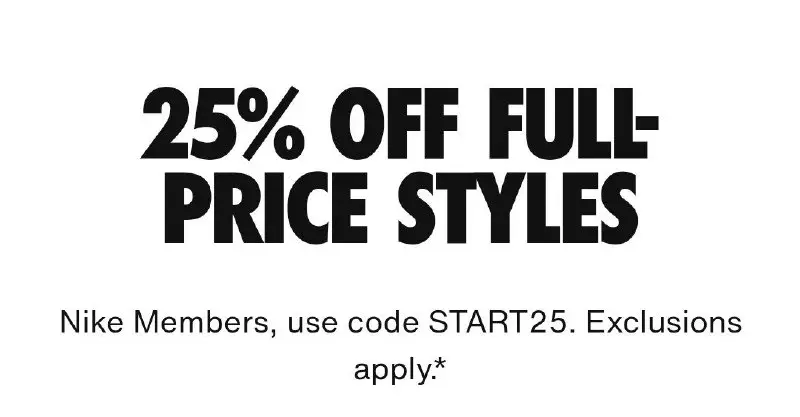 25% OFF FULL-
PRICE STYLES
Nike Members, use code START25. Exclusions
apply.*